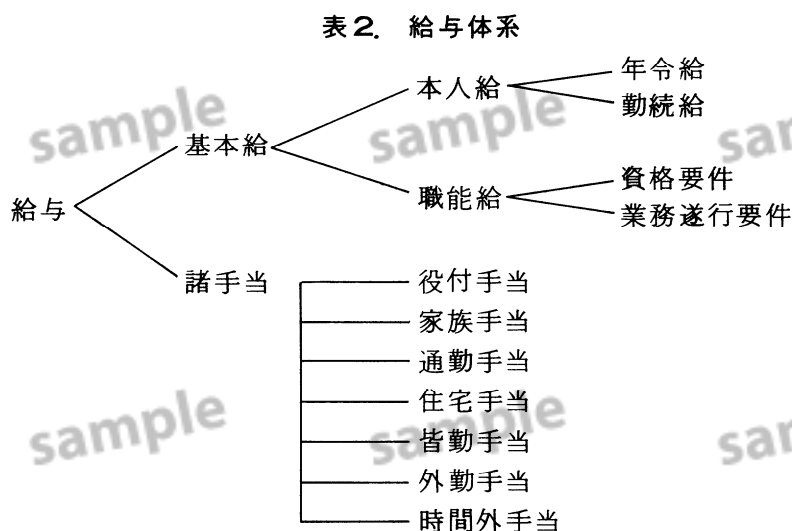 表2. 給与体系
年令給
本人給
勤続給
sample sample sam
基本給
資格要件
職能給
給与
業務遂行要件
諸手当
役付手当
家族手当
通勤手当
住宅手当
sample sample sam
皆勤手当
外勤手当
時間外手当